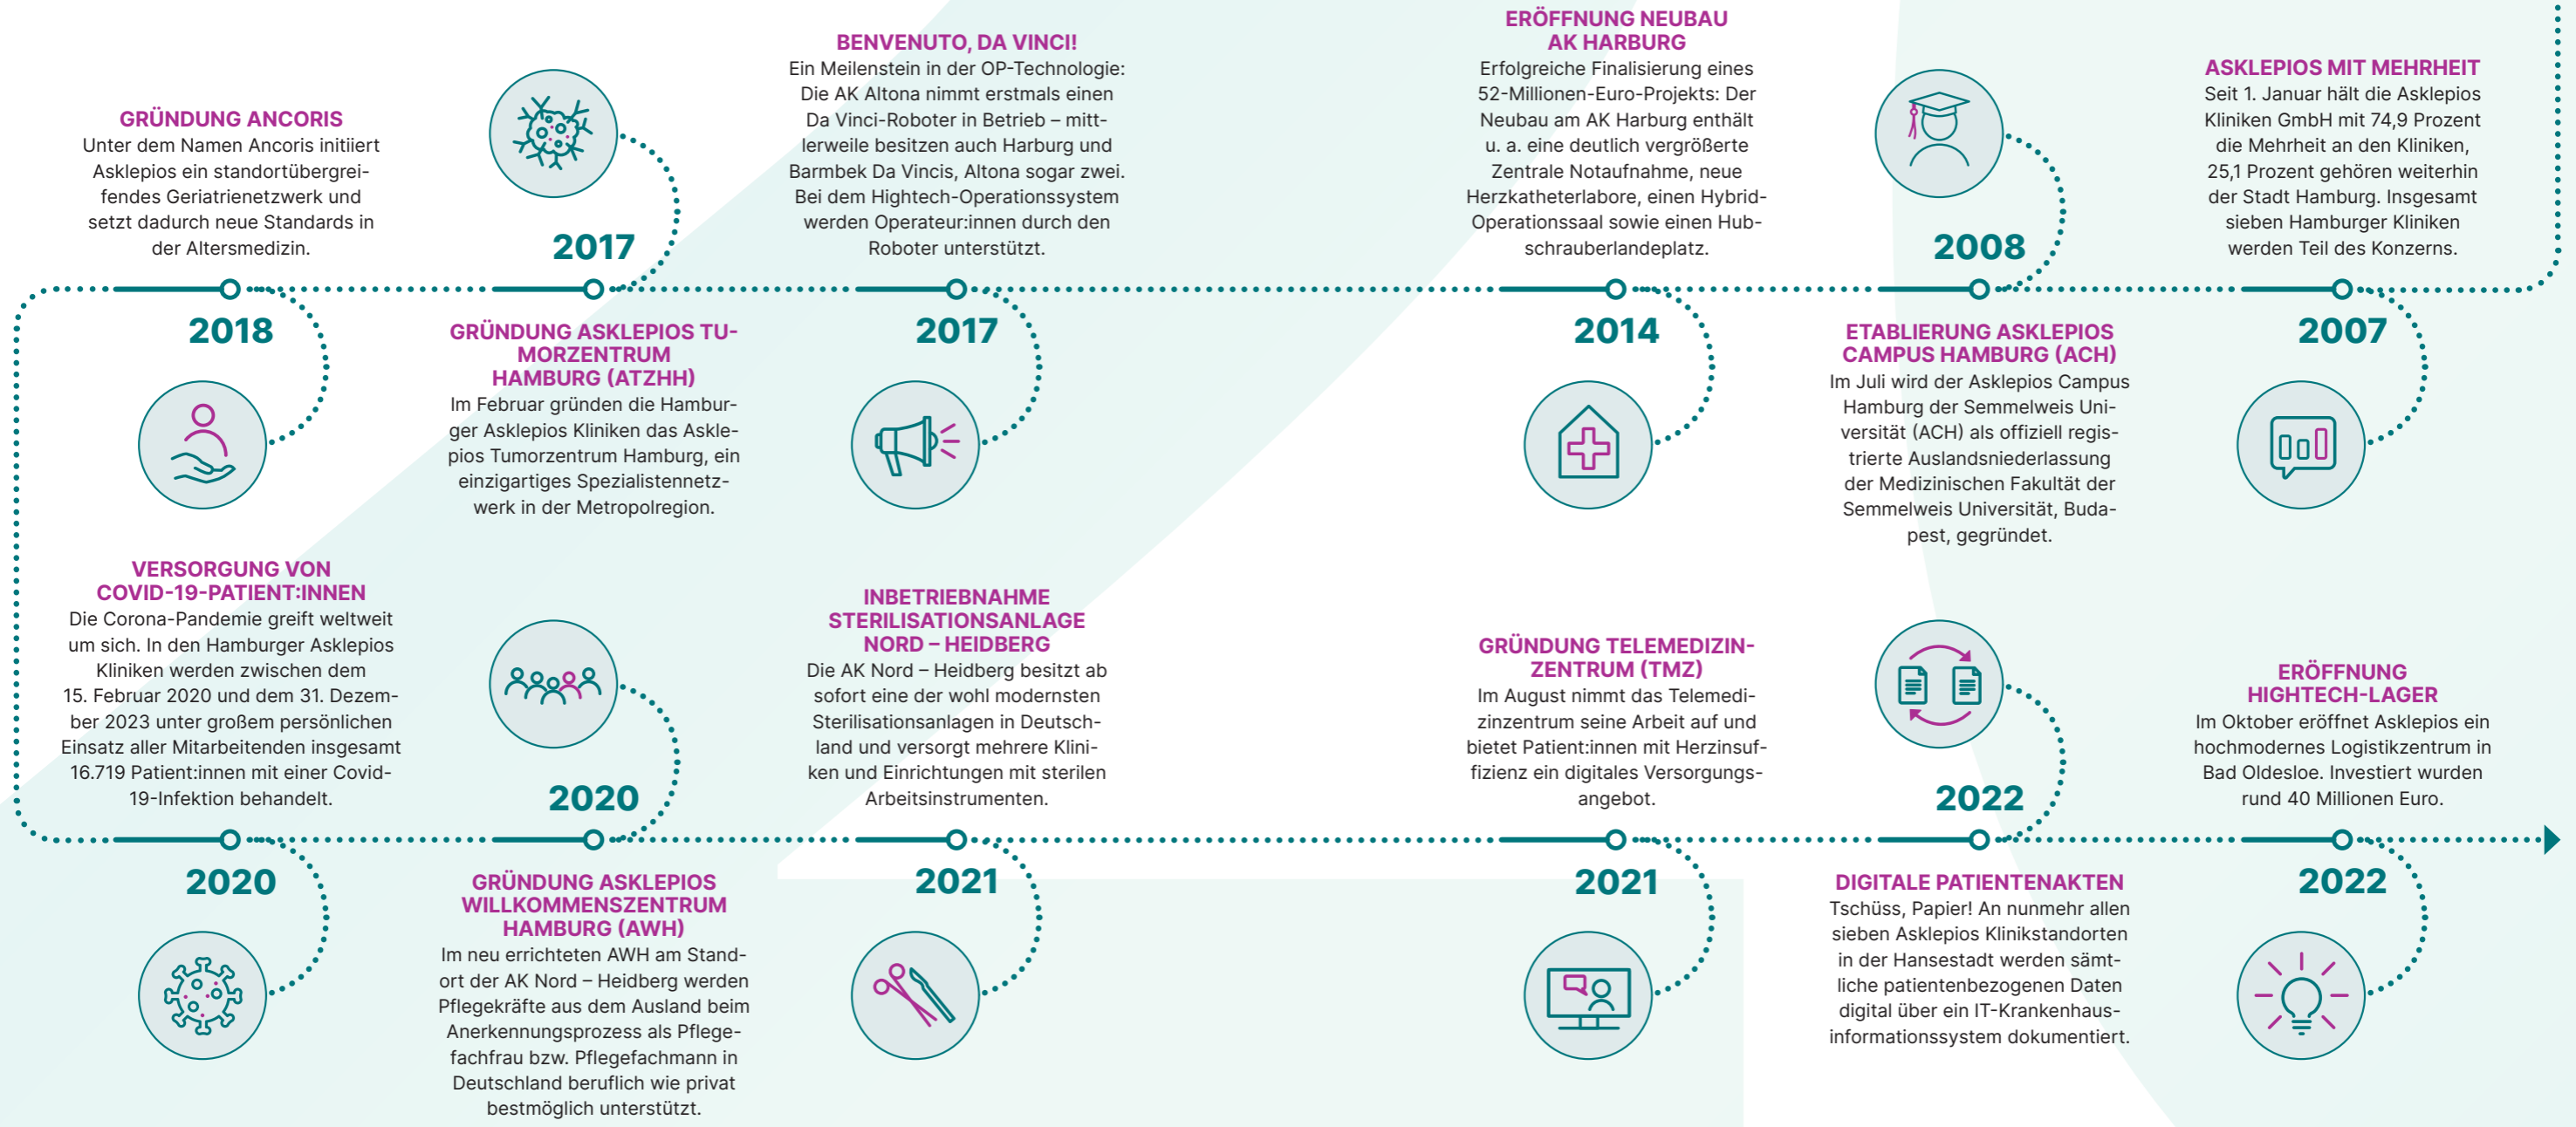 GRÜNDUNG ANCORIS
Unter dem Namen Ancoris initiiert
Asklepios ein standortübergrei-
fendes Geriatrienetzwerk und
setzt dadurch neue Standards in
der Altersmedizin.
2018
2017
GRÜNDUNG ASKLEPIOS TU-
MORZENTRUM
HAMBURG (ATZHH)
Im Februar gründen die Hambur-
ger Asklepios Kliniken das Askle-
pios Tumorzentrum Hamburg, ein
einzigartiges Spezialistennetz-
werk in der Metropolregion.
BENVENUTO, DA VINCI!
Ein Meilenstein in der OP-Technologie:
Die AK Altona nimmt erstmals einen
Da Vinci-Roboter in Betrieb – mitt-
lerweile besitzen auch Harburg und
Barmbek Da Vincis, Altona sogar zwei.
Bei dem Hightech-Operationssystem
werden Operateur:innen durch den
Roboter unterstützt.
2017
ERÖFFNUNG NEUBAU
AK HARBURG
Erfolgreiche Finalisierung eines
52-Millionen-Euro-Projekts: Der
Neubau am AK Harburg enthält
u. a. eine deutlich vergrößerte
Zentrale Notaufnahme, neue
Herzkatheterlabore, einen Hybrid-
Operationssaal sowie einen Hub-
schrauberlandeplatz.
2014
2008
ETABLIERUNG ASKLEPIOS
CAMPUS HAMBURG (ACH)
Im Juli wird der Asklepios Campus
Hamburg der Semmelweis Uni-
versität (ACH) als offiziell regis-
trierte Auslandsniederlassung
der Medizinischen Fakultät der
Semmelweis Universität, Buda-
pest, gegründet.
ASKLEPIOS MIT MEHRHEIT
Seit 1. Januar hält die Asklepios
Kliniken GmbH mit 74,9 Prozent
die Mehrheit an den Kliniken,
25,1 Prozent gehören weiterhin
der Stadt Hamburg. Insgesamt
sieben Hamburger Kliniken
werden Teil des Konzerns.
2007
VERSORGUNG VON
COVID-19-PATIENT:INNEN
Die Corona-Pandemie greift weltweit
um sich. In den Hamburger Asklepios
Kliniken werden zwischen dem
15. Februar 2020 und dem 31. Dezem-
ber 2023 unter großem persönlichen
Einsatz aller Mitarbeitenden insgesamt
16.719 Patient:innen mit einer Covid-
19-Infektion behandelt.
2020
2020
GRÜNDUNG ASKLEPIOS
WILLKOMMENSZENTRUM
HAMBURG (AWH)
Im neu errichteten AWH am Stand-
ort der AK Nord – Heidberg werden
Pflegekräfte aus dem Ausland beim
Anerkennungsprozess als Pflege-
fachfrau bzw. Pflegefachmann in
Deutschland beruflich wie privat
bestmöglich unterstützt.
INBETRIEBNAHME
STERILISATIONSANLAGE
NORD – HEIDBERG
Die AK Nord – Heidberg besitzt ab
sofort eine der wohl modernsten
Sterilisationsanlagen in Deutsch-
land und versorgt mehrere Klini-
ken und Einrichtungen mit sterilen
Arbeitsinstrumenten.
2021
GRÜNDUNG TELEMEDIZIN-
ZENTRUM (TMZ)
Im August nimmt das Telemedi-
zinzentrum seine Arbeit auf und
bietet Patient:innen mit Herzinsuf-
fizienz ein digitales Versorgungs-
angebot.
2021
2022
DIGITALE PATIENTENAKTEN
Tschüss, Papier! An nunmehr allen
sieben Asklepios Klinikstandorten
in der Hansestadt werden sämt-
liche patientenbezogenen Daten
digital über ein IT-Krankenhaus-
informationssystem dokumentiert.
ERÖFFNUNG
HIGHTECH-LAGER
Im Oktober eröffnet Asklepios ein
hochmodernes Logistikzentrum in
Bad Oldesloe. Investiert wurden
rund 40 Millionen Euro.
2022